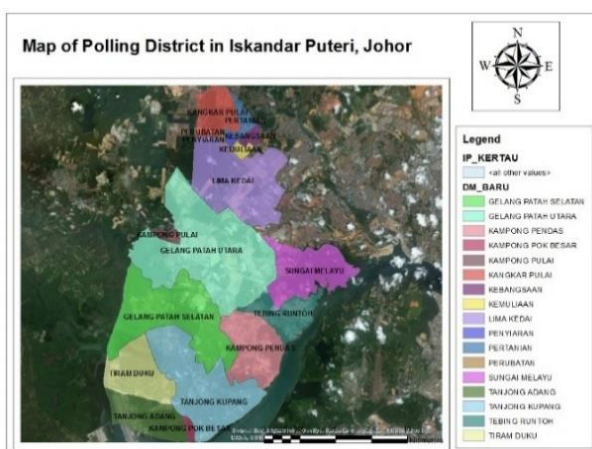 Map of Polling District in Iskandar Puteri, Johor
N
W
E
S
KANGKAR PULAI
PERTANIAN
PERUBATAN
KEBANGSAAN
PENYIARAN
KEMULIAAN
LIMA KEDAI
KAMPONG PULAI
GELANG PATAH UTARA
SUNGAI MELAYU
TEBING RUNTOH
GELANG PATAH SELATAN
KAMPONG PENDAS
TIRAM DUKU
TANJONG KUPANG
TANJONG ADANG
KAMPONG POK BESAR
Legend
IP_KERTAU
<all other values>
DM_BARU
GELANG PATAH SELATAN
GELANG PATAH UTARA
KAMPONG PENDAS
KAMPONG POK BESAR
KAMPONG PULAI
KANGKAR PULAI
KEBANGSAAN
KEMULIAAN
LIMA KEDAI
PENYIARAN
PERTANIAN
PERUBATAN
SUNGAI MELAYU
TANJONG ADANG
TANJONG KUPANG
TEBING RUNTOH
TIRAM DUKU